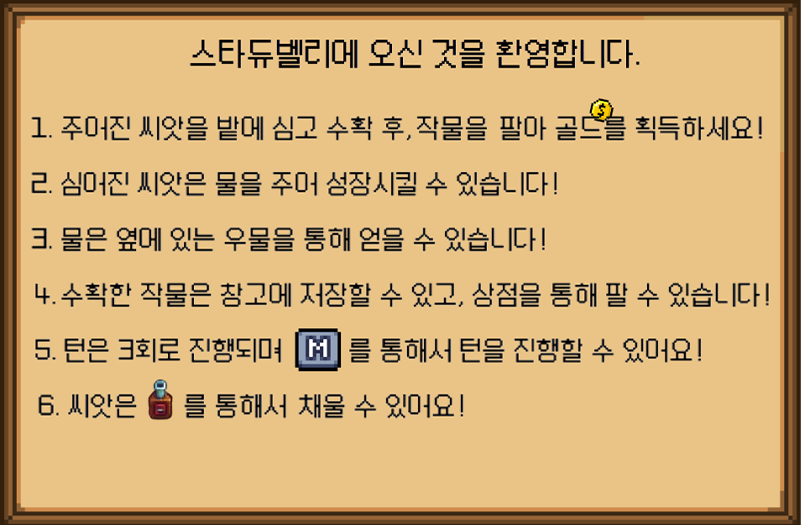 스타듀벨리에 오신 것을 환영합니다.
1. 주어진 씨앗을 밭에 심고 수확 후, 작물을 팔아 골드를 획득하세요!
2. 심어진 씨앗은 물을 주어 성장시킬 수 있습니다!
3. 물은 옆에 있는 우물을 통해 얻을 수 있습니다!
4. 수확한 작물은 창고에 저장할 수 있고, 상점을 통해 팔 수 있습니다!
5. 턴은 3회로 진행되며 M 를 통해서 턴을 진행할 수 있어요!
6. 씨앗은 를 통해서 채울 수 있어요!